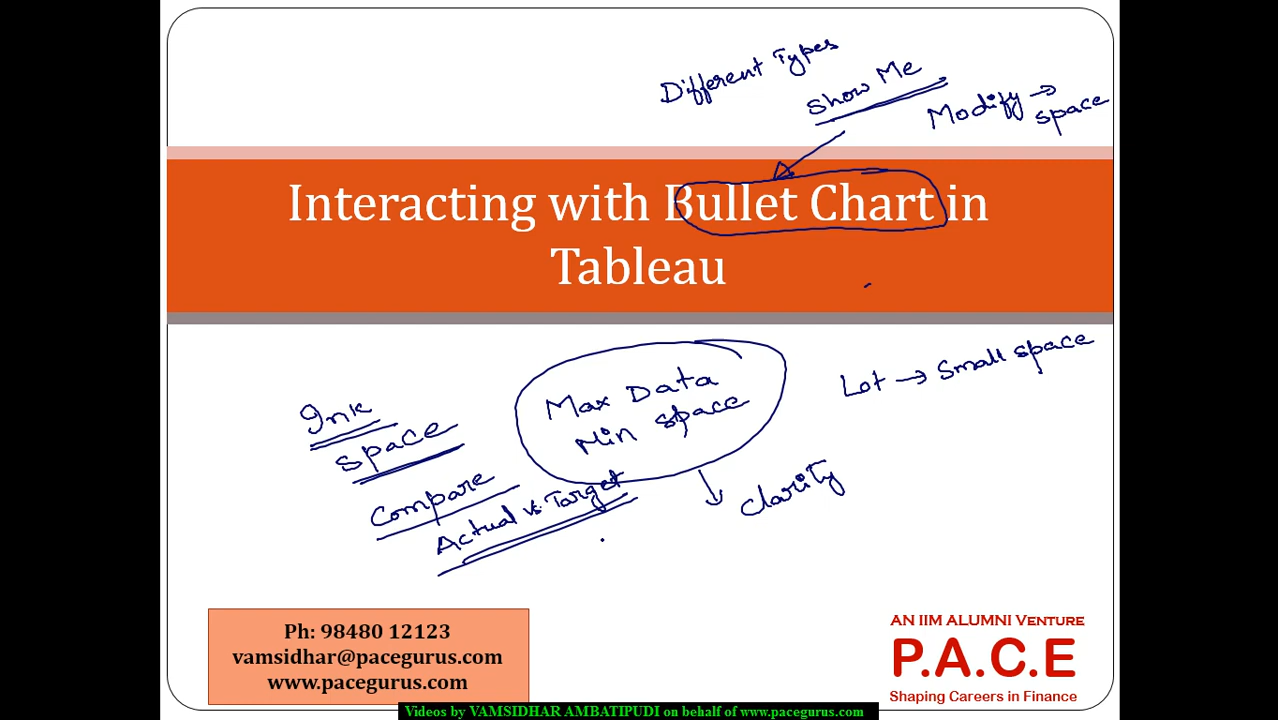 Different Types
Show Me
Modify →
space
Interacting with Bullet Chart in
Tableau
Ink
space
Compare
Actual vs. Target
Max Data
Min space
Clarity
Lot → Small space
Ph: 98480 12123
vamsidhar@pacegurus.com
www.pacegurus.com
AN IIM ALUMNI VENTURE
P.A.C.E
Shaping Careers in Finance
Videos by VAMSIDHAR AMBATIPUDI on behalf of www.pacegurus.com